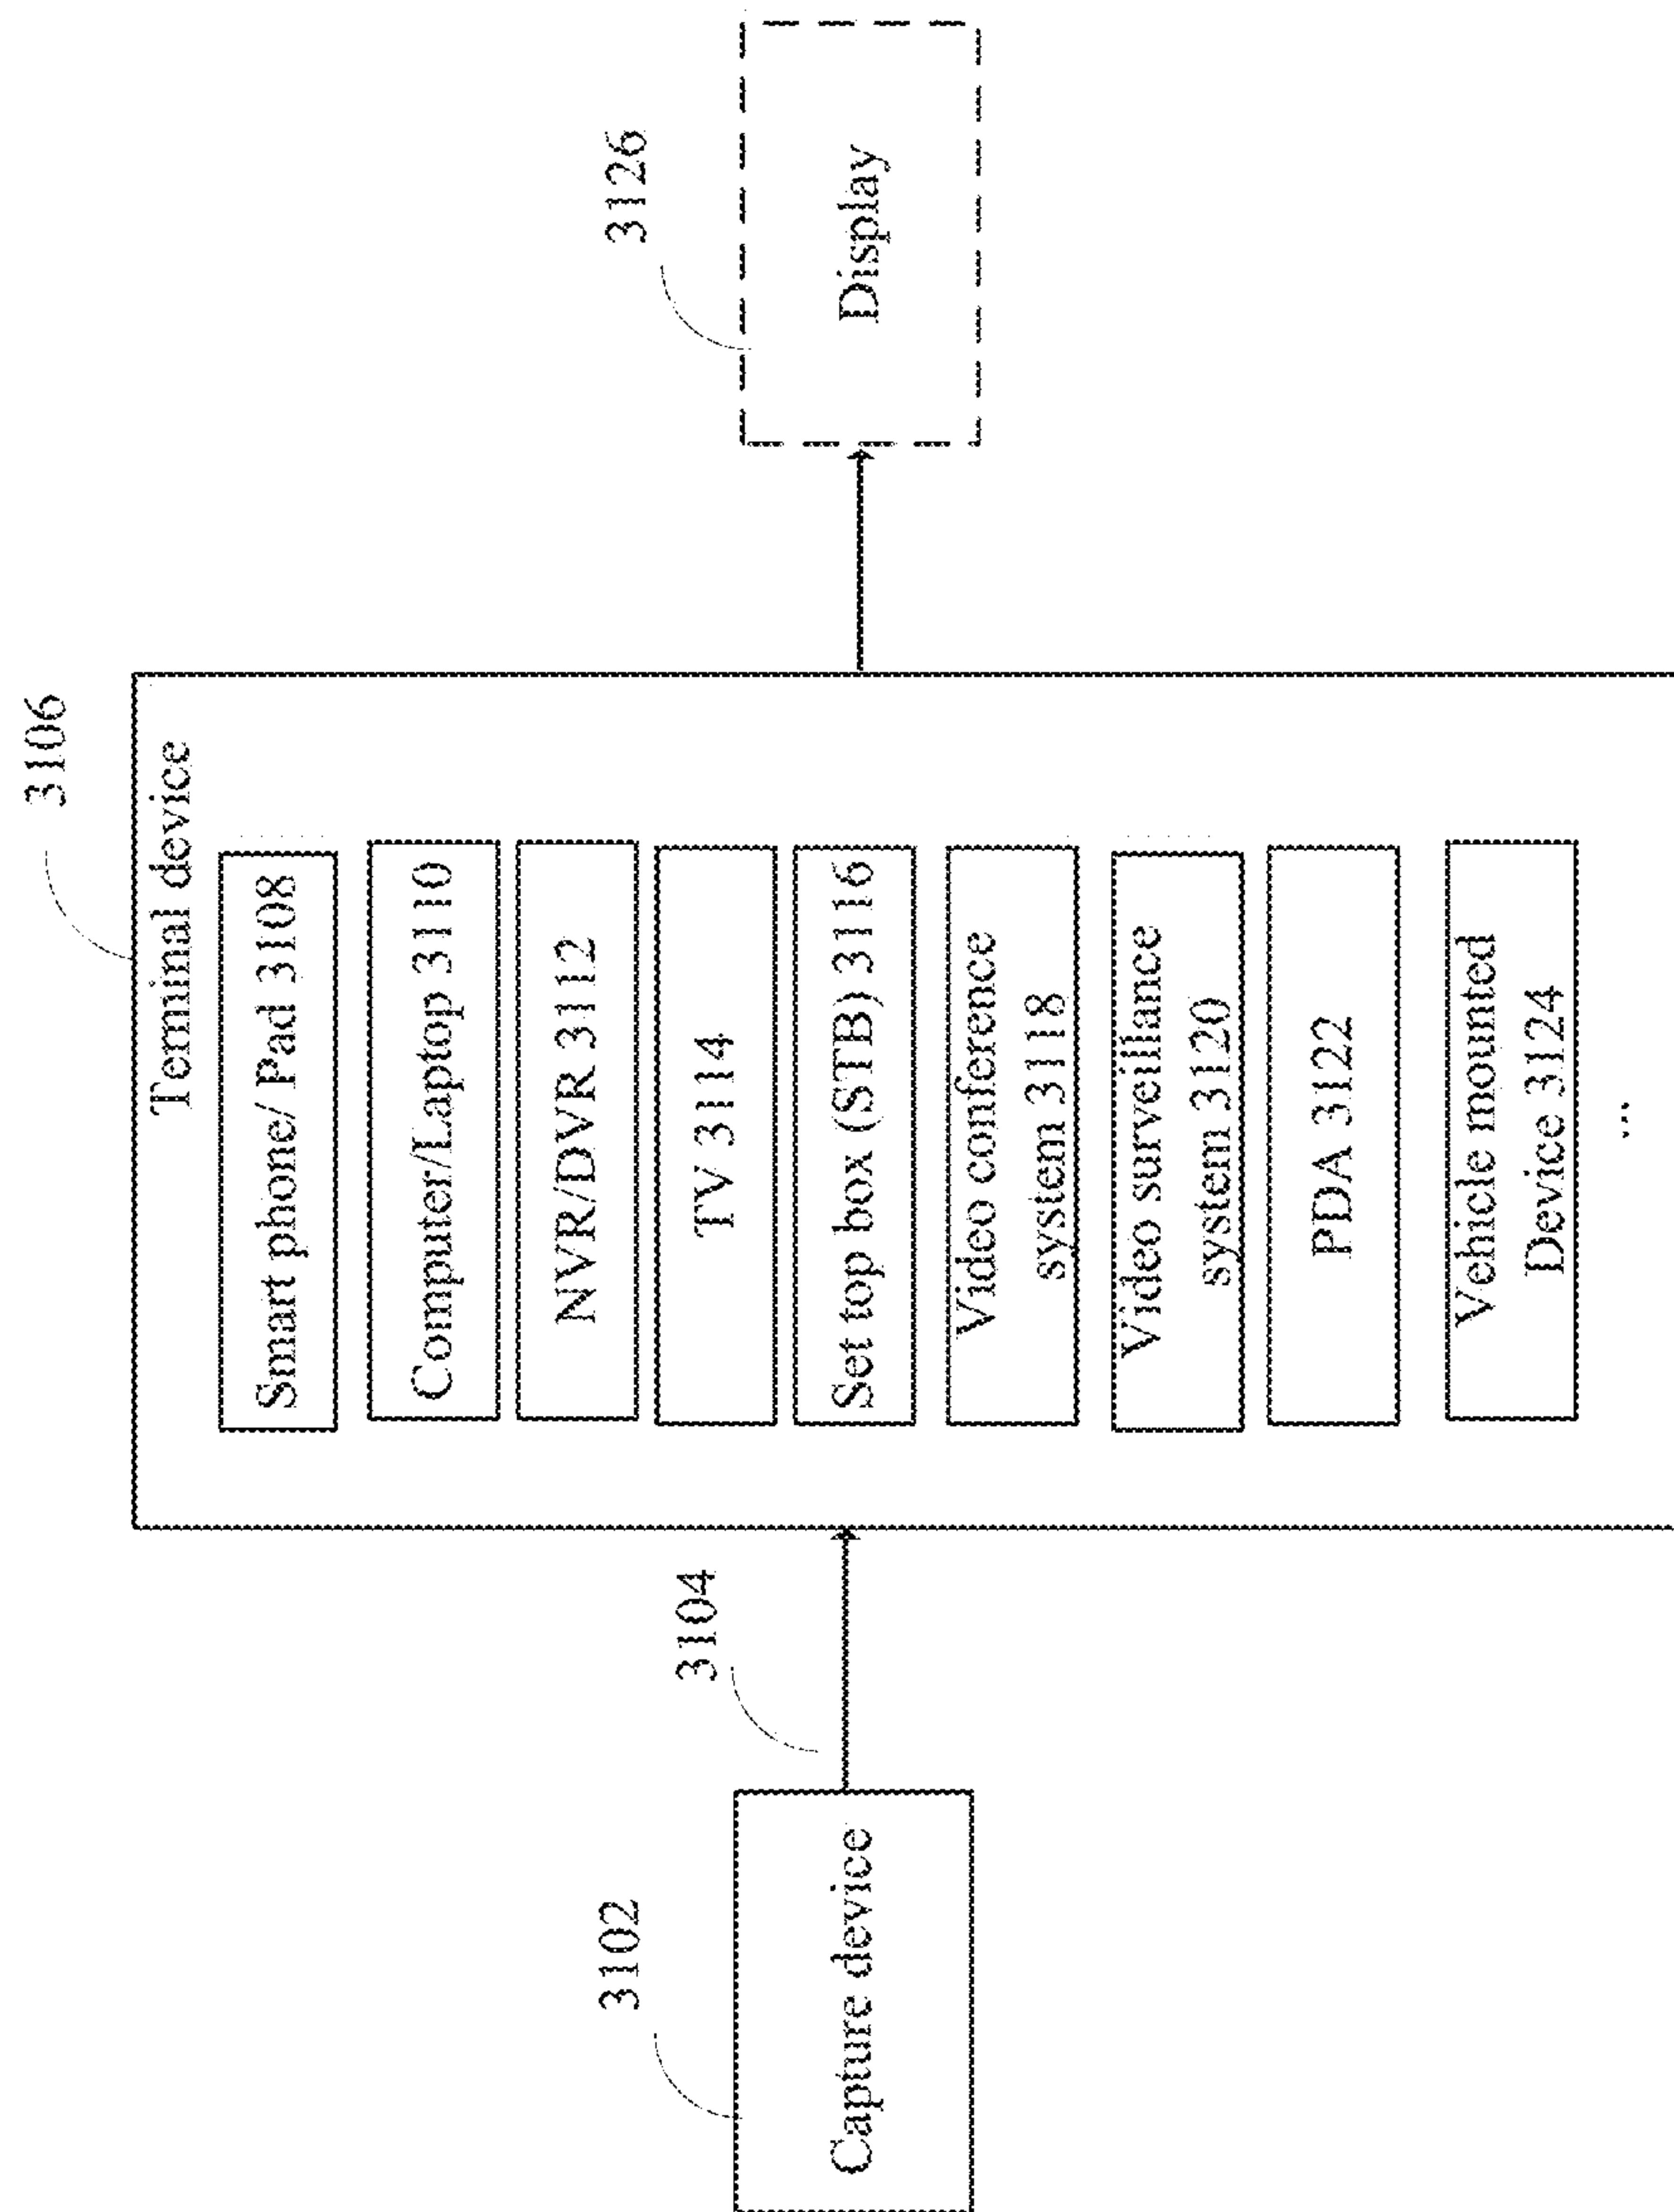 3106
Terminal device
Smart phone/ Pad 3108
Computer/Laptop 3110
NVR/DVR 3112
TV 3114
Set top box (STB) 3116
Video conference
system 3118
Video surveillance
system 3120
PDA 3122
Vehicle mounted
Device 3124
...
3102
Capture device
3104
3126
Display